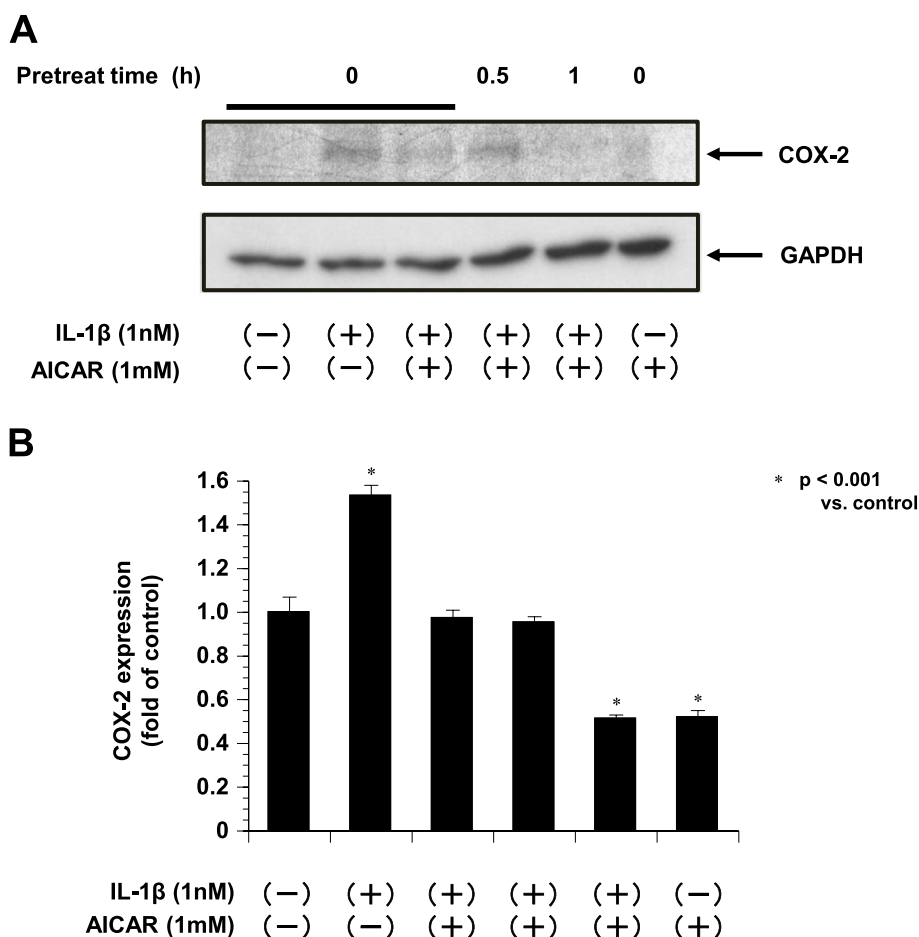 A
Pretreat time (h) 0 0.5 1 0
COX-2
GAPDH
IL-1β (1nM) (−) (+) (+) (+) (+) (−)
AICAR (1mM) (−) (−) (+) (+) (+) (+)
B
* p < 0.001
vs. control
COX-2 expression
(fold of control)
1.6
1.4
1.2
1.0
0.8
0.6
0.4
0.2
0
* * *
IL-1β (1nM) (−) (+) (+) (+) (+) (−)
AICAR (1mM) (−) (−) (+) (+) (+) (+)